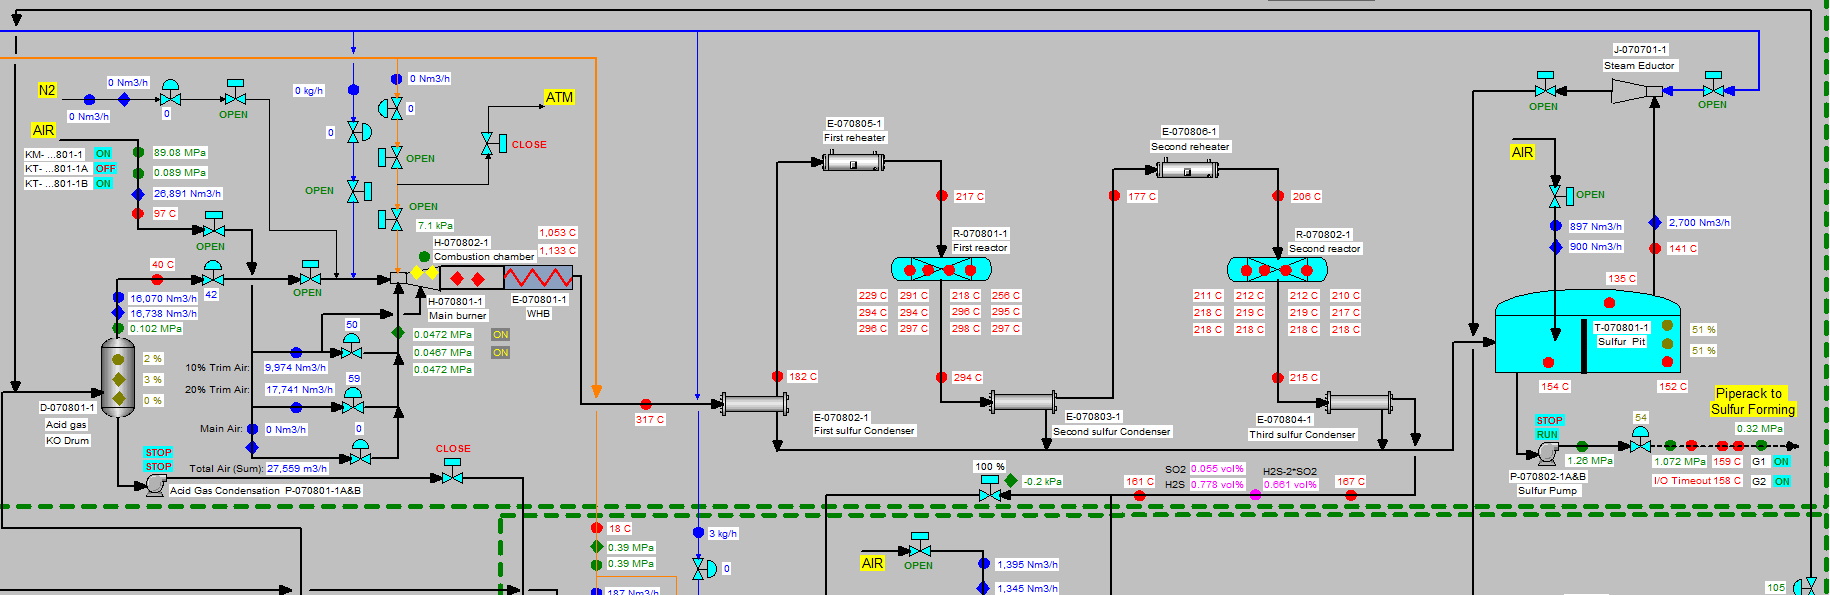 N2
0 Nm3/h
0 Nm3/h
0
OPEN
AIR
KM- ...801-1 ON
KT- ...801-1A OFF
KT- ...801-1B ON
89.08 MPa
0.089 MPa
26,891 Nm3/h
97 C
OPEN
0 kg/h
0
OPEN
0 Nm3/h
0
OPEN
OPEN
ATM
CLOSE
7.1 kPa
H-070802-1
Combustion chamber
1,053 C
1,133 C
40 C
42
OPEN
16,070 Nm3/h
16,738 Nm3/h
0.102 MPa
2 %
3 %
0 %
D-070801-1
Acid gas
KO Drum
H-070801-1
Main burner
E-070801-1
WHB
50
0.0472 MPa ON
0.0467 MPa ON
0.0472 MPa
10% Trim Air: 9,974 Nm3/h
20% Trim Air: 17,741 Nm3/h
59
Main Air: 0 Nm3/h
0
Total Air (Sum): 27,559 m3/h
STOP
STOP
Acid Gas Condensation P-070801-1A&B
CLOSE
317 C
182 C
E-070802-1
First sulfur Condenser
E-070805-1
First reheater
217 C
R-070801-1
First reactor
229 C 291 C 218 C 256 C
294 C 294 C 296 C 295 C
296 C 297 C 298 C 297 C
294 C
E-070803-1
Second sulfur Condenser
177 C
E-070806-1
Second reheater
206 C
R-070802-1
Second reactor
211 C 212 C 212 C 210 C
218 C 219 C 219 C 217 C
218 C 218 C 218 C 218 C
215 C
E-070804-1
Third sulfur Condenser
100 %
-0.2 kPa
161 C
SO2 0.055 vol% H2S-2*SO2
H2S 0.778 vol% 0.661 vol%
167 C
J-070701-1
Steam Eductor
OPEN
OPEN
AIR
OPEN
897 Nm3/h
900 Nm3/h
2,700 Nm3/h
141 C
135 C
T-070801-1
Sulfur Pit
51 %
51 %
154 C
152 C
Piperack to
Sulfur Forming
STOP
RUN
54
0.32 MPa
1.26 MPa
1.072 MPa 159 C G1 ON
I/O Timeout 158 C G2 ON
P-070802-1A&B
Sulfur Pump
18 C
0.39 MPa
0.39 MPa
187 Nm3/h
3 kg/h
0
AIR
OPEN
1,395 Nm3/h
1,345 Nm3/h
105